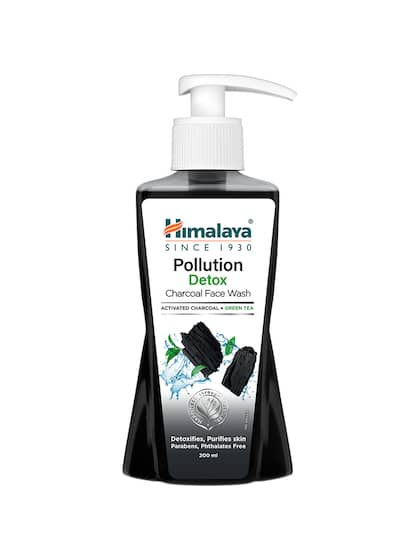 Himalaya®
SINCE 1930
Pollution
Detox
Charcoal Face Wash
ACTIVATED CHARCOAL + GREEN TEA
Detoxifies, Purifies skin
Parabens, Phthalates Free
200 ml